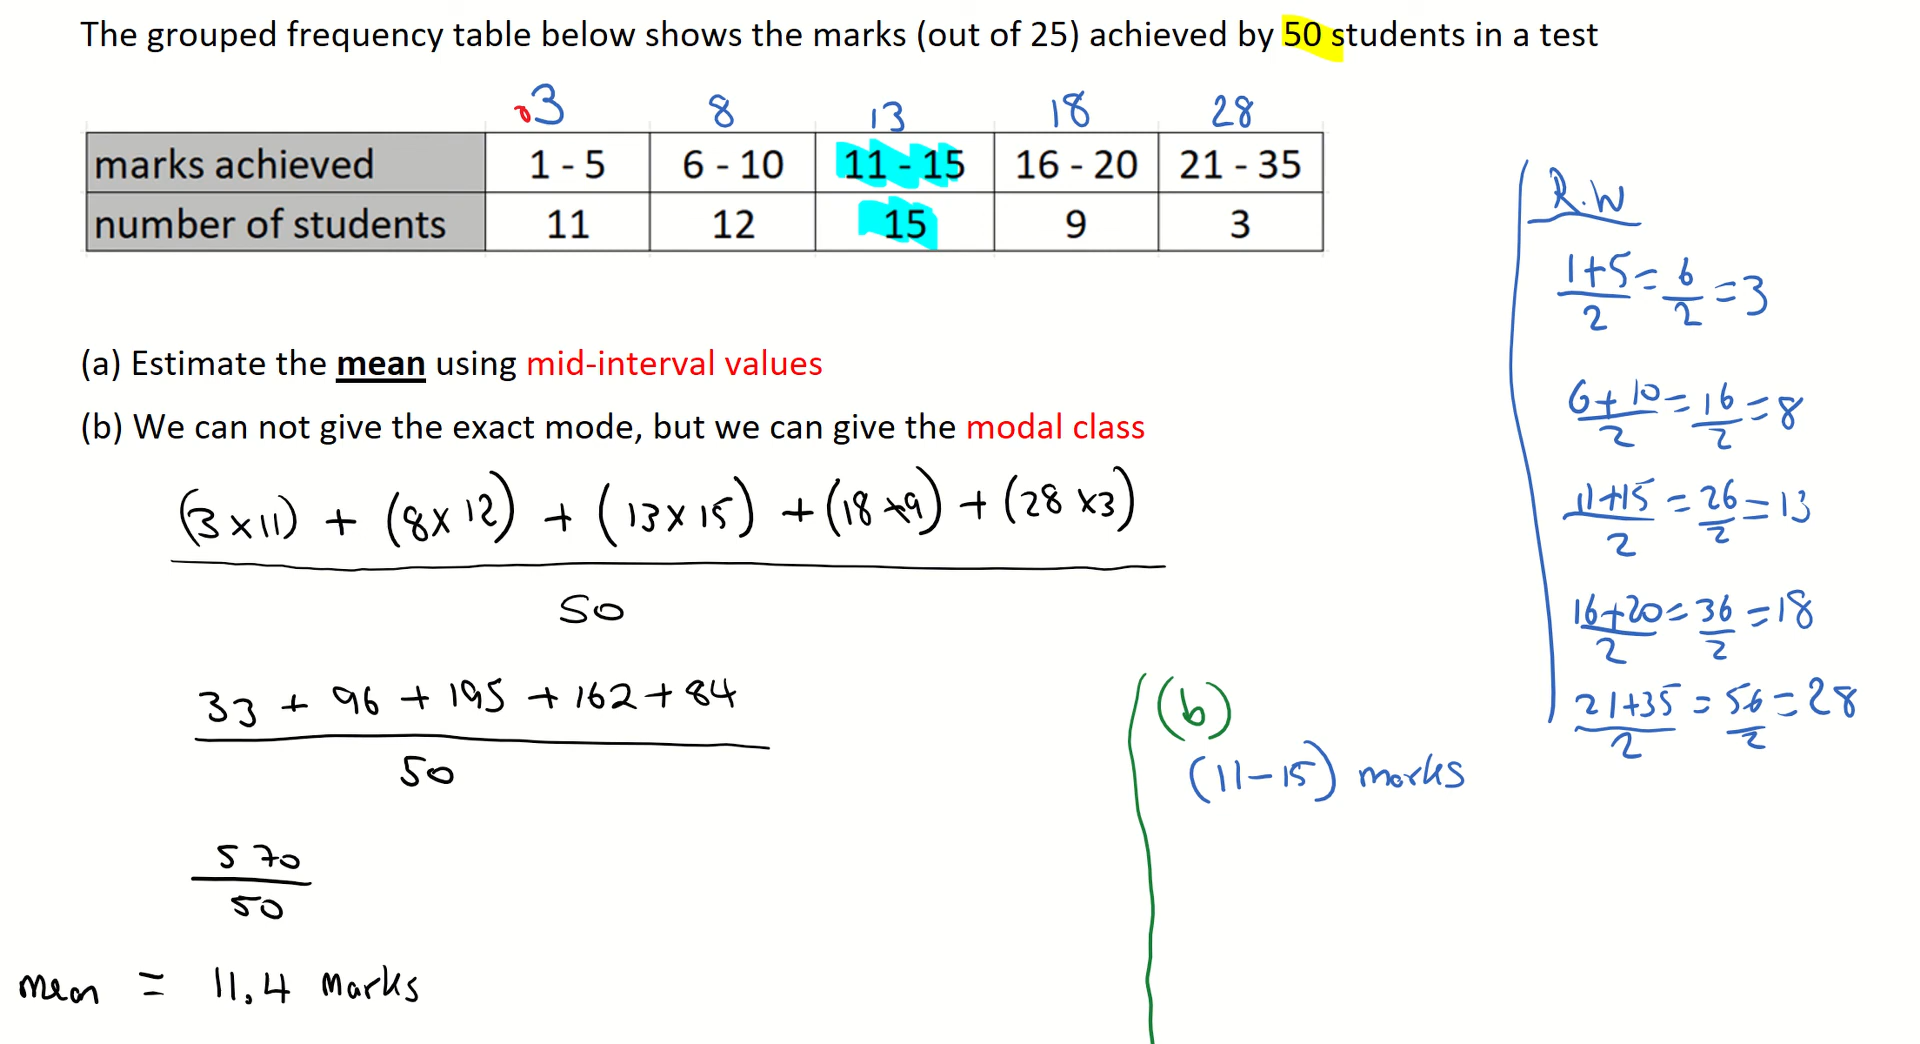 The grouped frequency table below shows the marks (out of 25) achieved by 50 students in a test
3 8 13 18 28
marks achieved 1 - 5 6 - 10 11 - 15 16 - 20 21 - 35
number of students 11 12 15 9 3
(a) Estimate the mean using mid-interval values
(b) We can not give the exact mode, but we can give the modal class
(3 x 11) + (8 x 12) + (13 x 15) + (18 x 9) + (28 x 3)
50
33 + 96 + 195 + 162 + 84
50
570
50
mean = 11.4 marks
(b)
(11-15) marks
R.W
1+5 = 6 = 3
2 2
6+10 = 16 = 8
2 2
11+15 = 26 = 13
2 2
16+20 = 36 = 18
2 2
21+35 = 56 = 28
2 2